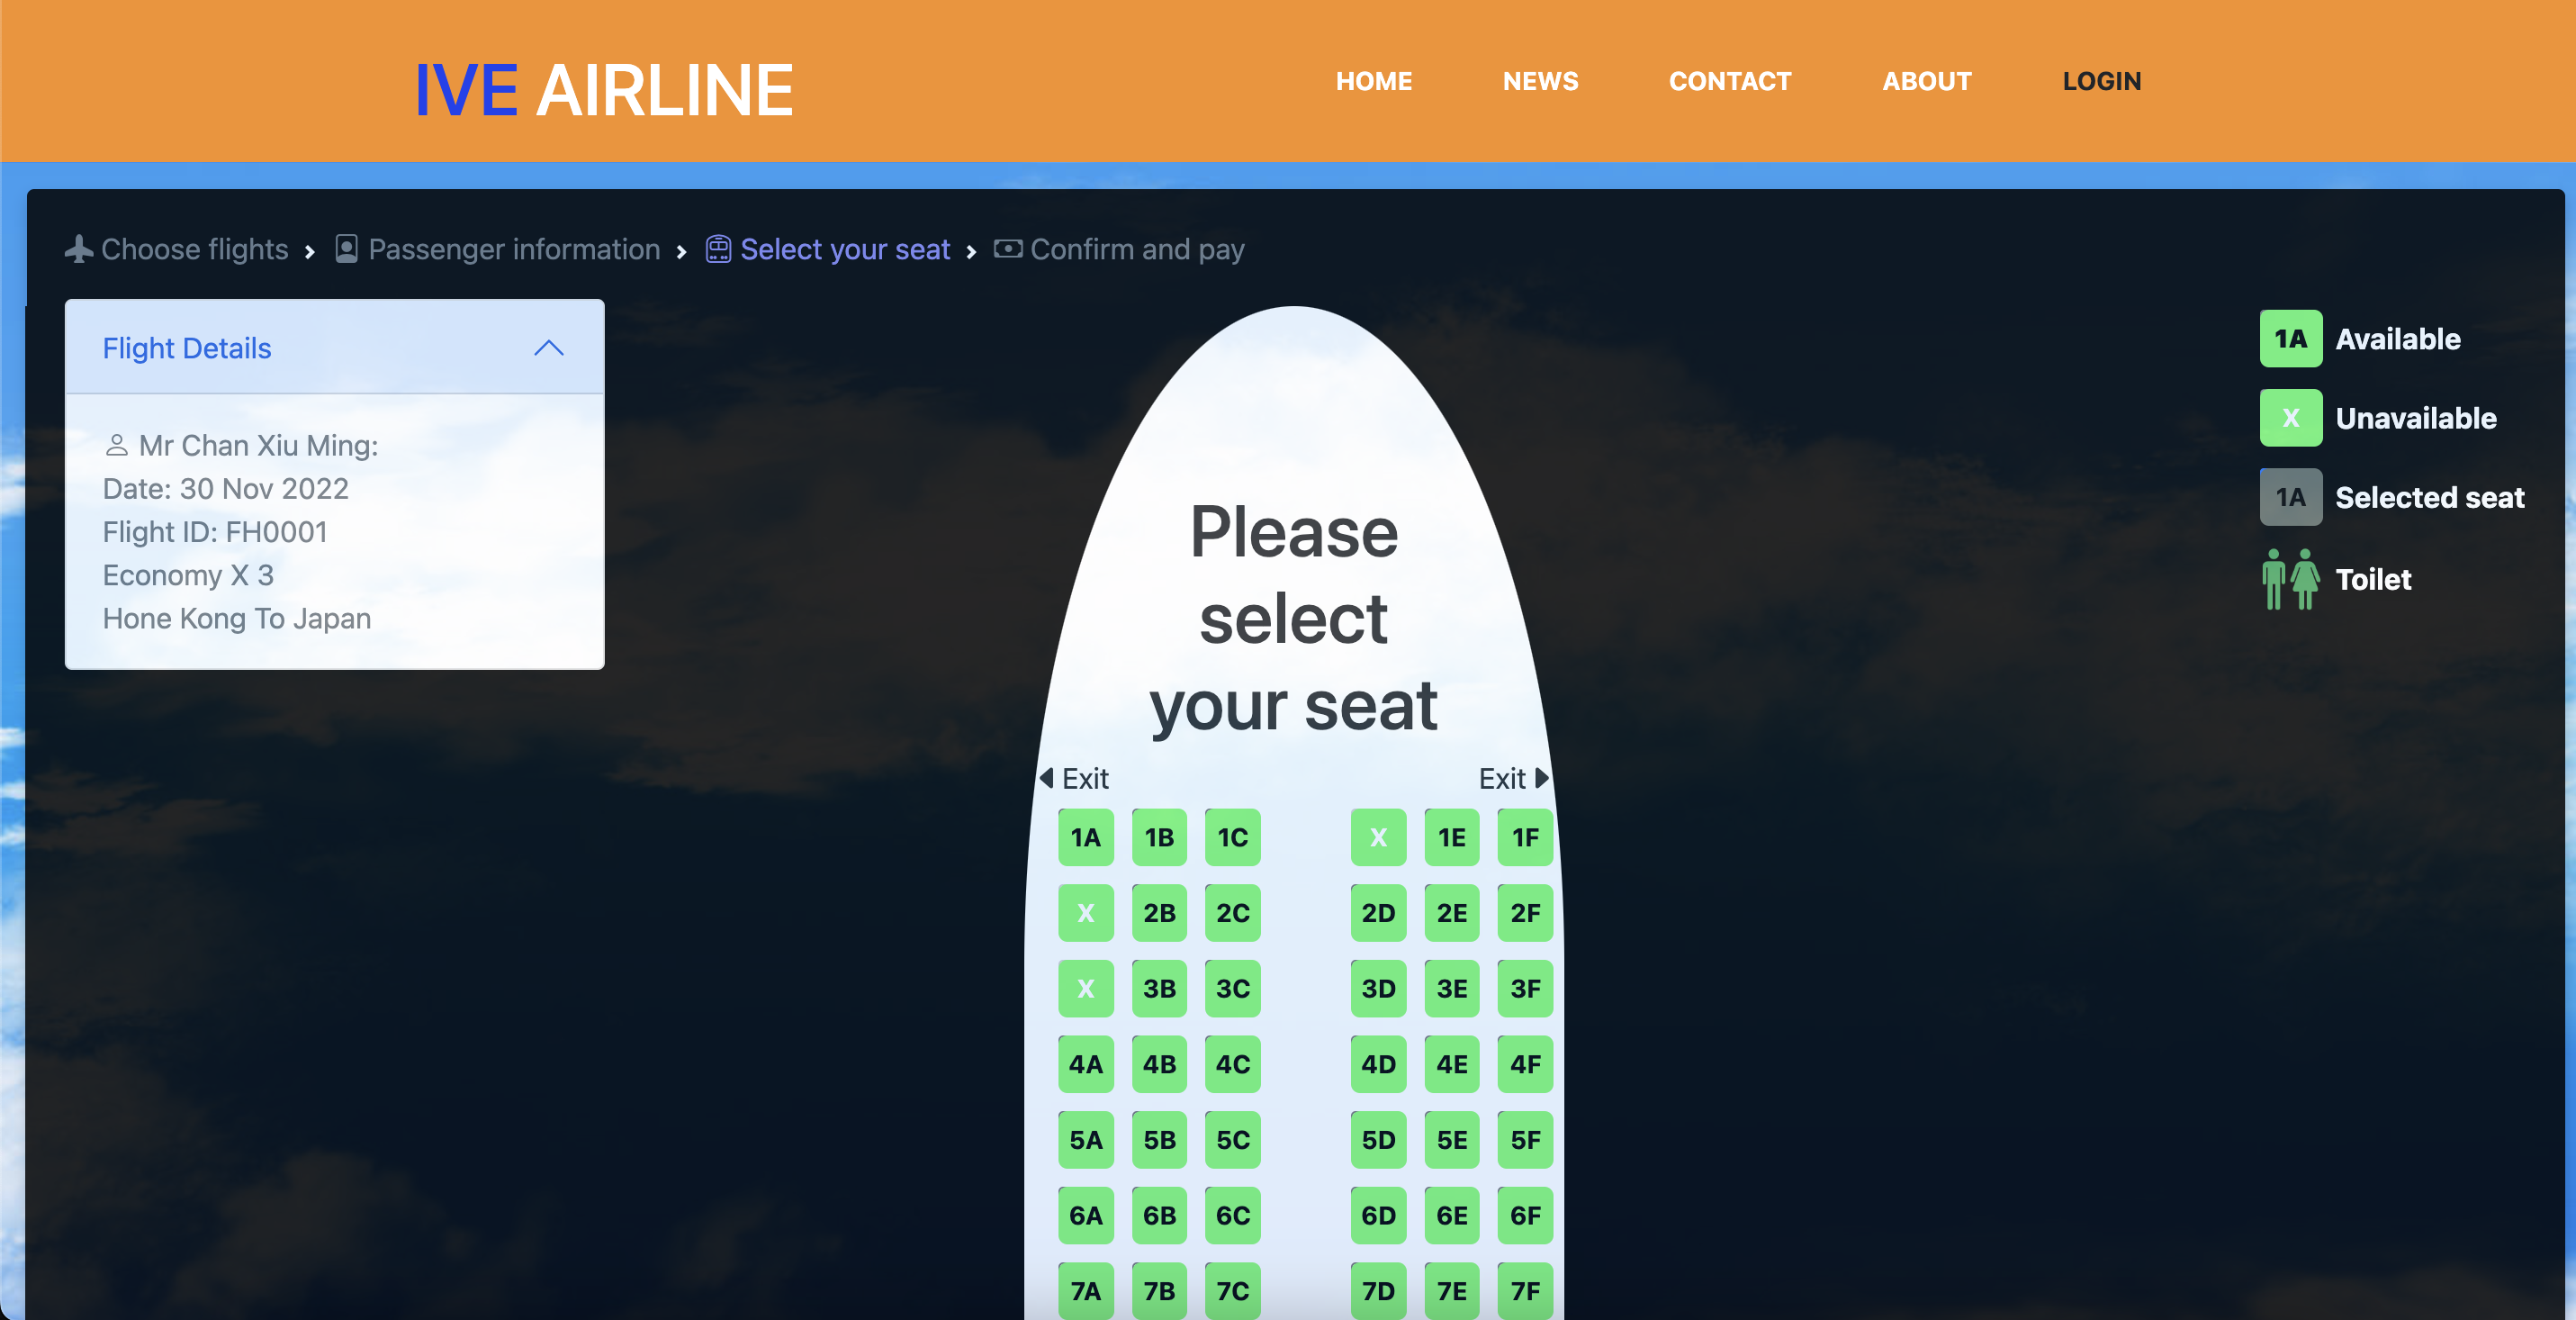 IVE AIRLINE
HOME NEWS CONTACT ABOUT LOGIN
Choose flights › Passenger information › Select your seat › Confirm and pay
Flight Details
Mr Chan Xiu Ming:
Date: 30 Nov 2022
Flight ID: FH0001
Economy X 3
Hone Kong To Japan
Please
select
your seat
Exit Exit
1A 1B 1C X 1E 1F
X 2B 2C 2D 2E 2F
X 3B 3C 3D 3E 3F
4A 4B 4C 4D 4E 4F
5A 5B 5C 5D 5E 5F
6A 6B 6C 6D 6E 6F
7A 7B 7C 7D 7E 7F
1A Available
X Unavailable
1A Selected seat
Toilet